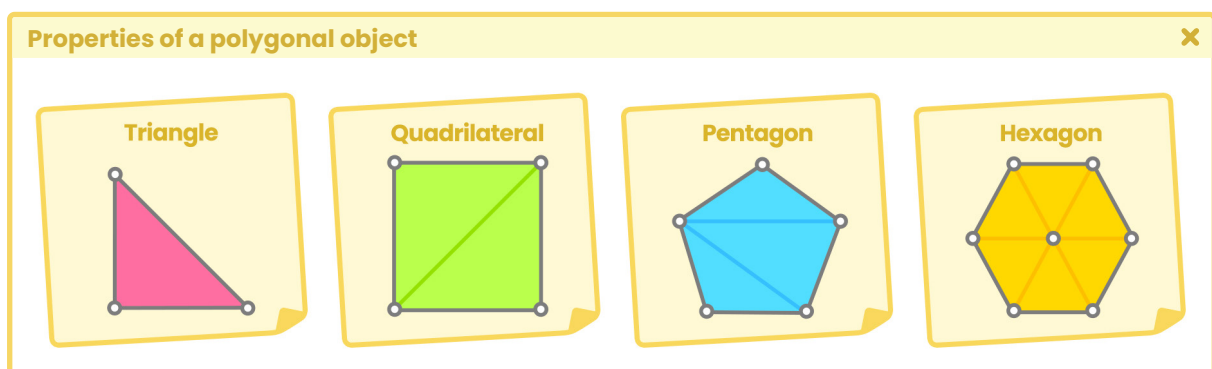 Properties of a polygonal object
Triangle
Quadrilateral
Pentagon
Hexagon